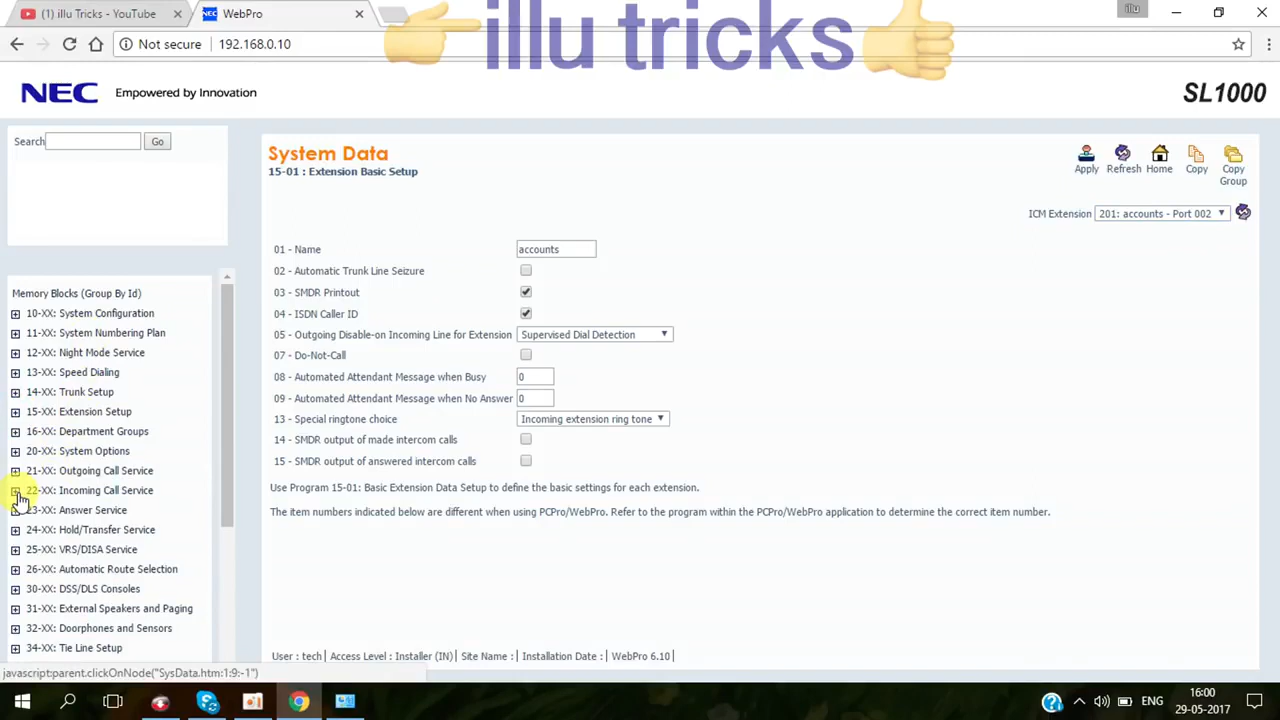 (1) illu Tricks - YouTube
WebPro
illu
Not secure
192.168.0.10
illu tricks
NEC
Empowered by Innovation
SL1000
Search
Go
System Data
15-01 : Extension Basic Setup
Apply
Refresh
Home
Copy
Copy Group
ICM Extension
201: accounts - Port 002
Memory Blocks (Group By Id)
10-XX: System Configuration
11-XX: System Numbering Plan
12-XX: Night Mode Service
13-XX: Speed Dialing
14-XX: Trunk Setup
15-XX: Extension Setup
16-XX: Department Groups
20-XX: System Options
21-XX: Outgoing Call Service
22-XX: Incoming Call Service
23-XX: Answer Service
24-XX: Hold/Transfer Service
25-XX: VRS/DISA Service
26-XX: Automatic Route Selection
30-XX: DSS/DLS Consoles
31-XX: External Speakers and Paging
32-XX: Doorphones and Sensors
34-XX: Tie Line Setup
01 - Name
accounts
02 - Automatic Trunk Line Seizure
03 - SMDR Printout
04 - ISDN Caller ID
05 - Outgoing Disable-on Incoming Line for Extension
Supervised Dial Detection
07 - Do-Not-Call
08 - Automated Attendant Message when Busy
0
09 - Automated Attendant Message when No Answer
0
13 - Special ringtone choice
Incoming extension ring tone
14 - SMDR output of made intercom calls
15 - SMDR output of answered intercom calls
Use Program 15-01: Basic Extension Data Setup to define the basic settings for each extension.
The item numbers indicated below are different when using PCPro/WebPro. Refer to the program within the PCPro/WebPro application to determine the correct item number.
User : tech| Access Level : Installer (IN)| Site Name : | Installation Date : | WebPro 6.10|
javascript:parent.clickOnNode("SysData.htm:1:9:-1")
ENG
16:00
29-05-2017